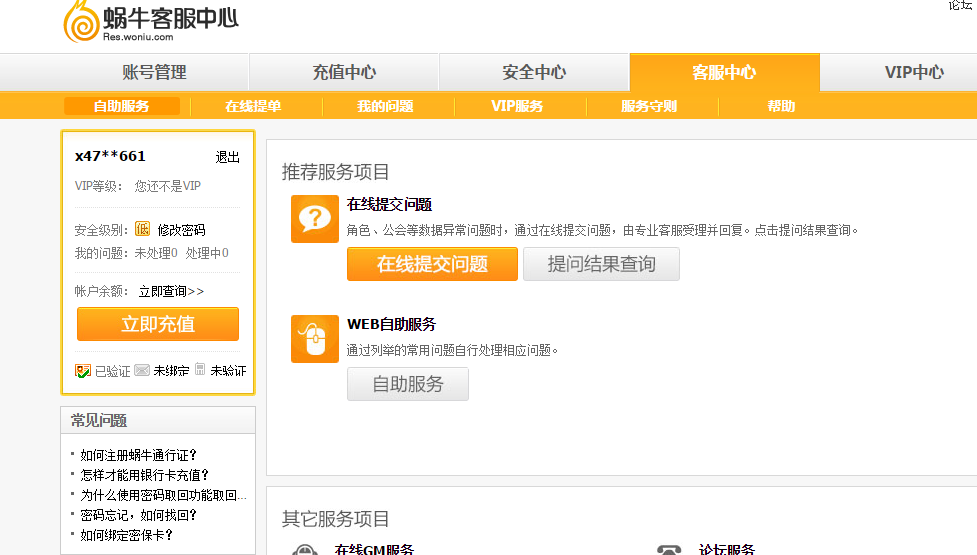 论坛
蜗牛客服中心
Res.woniu.com
账号管理 充值中心 安全中心 客服中心 VIP中心
自助服务 在线提单 我的问题 VIP服务 服务守则 帮助
x47**661 退出
VIP等级： 您还不是VIP
安全级别： 低 修改密码
我的问题：未处理0 处理中0
帐户余额： 立即查询>>
立即充值
已验证 未绑定 未验证
常见问题
如何注册蜗牛通行证？
怎样才能用银行卡充值？
为什么使用密码取回功能取回...
密码忘记，如何找回？
如何绑定密保卡？
推荐服务项目
在线提交问题
角色、公会等数据异常问题时，通过在线提交问题，由专业客服受理并回复。点击提问结果查询。
在线提交问题 提问结果查询
WEB自助服务
通过列举的常用问题自行处理相应问题。
自助服务
其它服务项目
在线GM服务 论坛服务